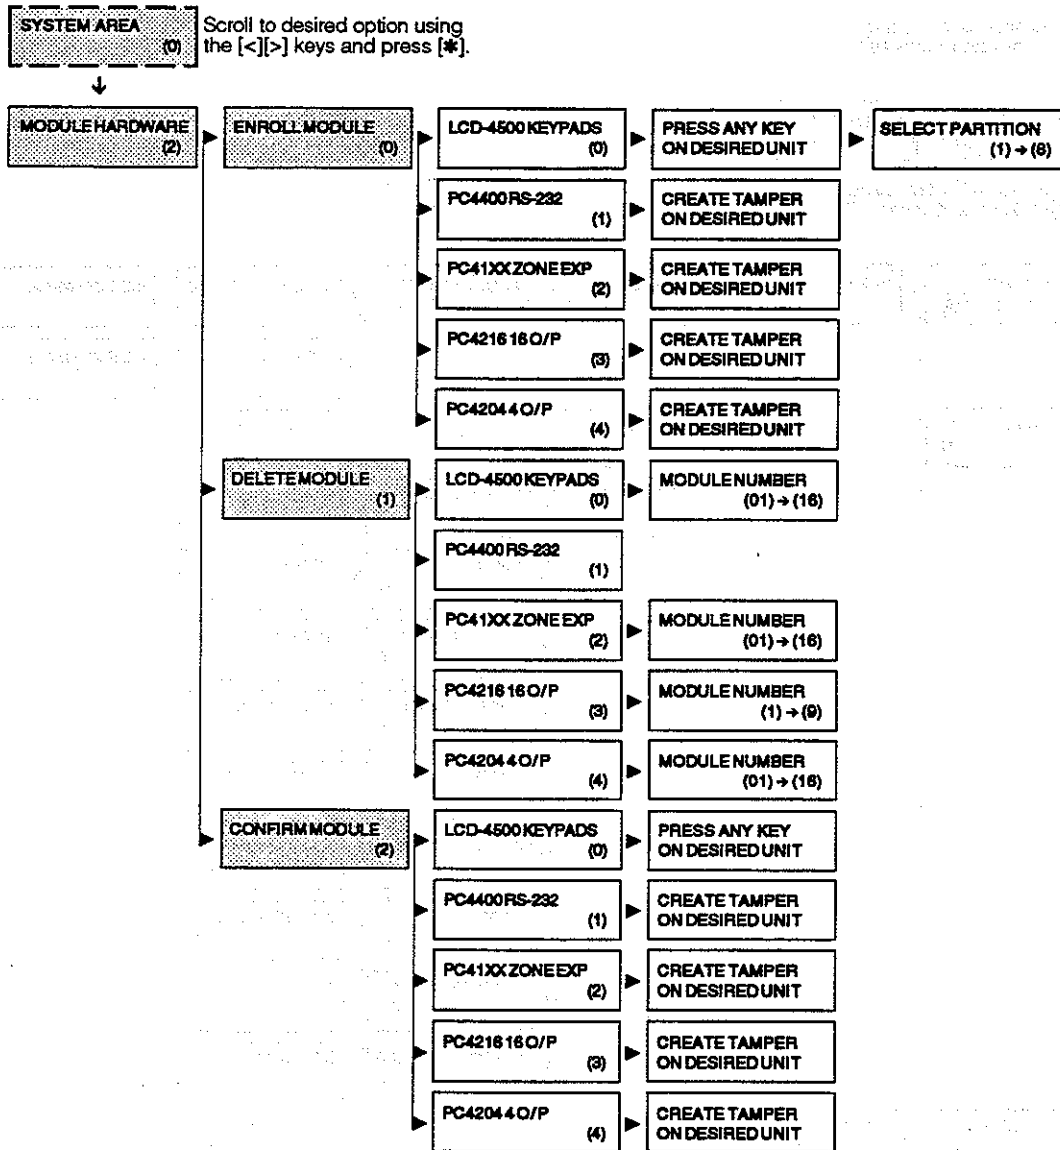 SYSTEM AREA (0)
Scroll to desired option using
the [<][>] keys and press [✱].
MODULE HARDWARE (2)
ENROLL MODULE (0)
LCD-4500 KEYPADS (0)
PRESS ANY KEY
ON DESIRED UNIT
SELECT PARTITION
(1) → (8)
PC4400 RS-232 (1)
CREATE TAMPER
ON DESIRED UNIT
PC41XX ZONE EXP (2)
CREATE TAMPER
ON DESIRED UNIT
PC4216 16 O/P (3)
CREATE TAMPER
ON DESIRED UNIT
PC4204 4 O/P (4)
CREATE TAMPER
ON DESIRED UNIT
DELETE MODULE (1)
LCD-4500 KEYPADS (0)
MODULE NUMBER
(01) → (16)
PC4400 RS-232 (1)
PC41XX ZONE EXP (2)
MODULE NUMBER
(01) → (16)
PC4216 16 O/P (3)
MODULE NUMBER
(1) → (9)
PC4204 4 O/P (4)
MODULE NUMBER
(01) → (16)
CONFIRM MODULE (2)
LCD-4500 KEYPADS (0)
PRESS ANY KEY
ON DESIRED UNIT
PC4400 RS-232 (1)
CREATE TAMPER
ON DESIRED UNIT
PC41XX ZONE EXP (2)
CREATE TAMPER
ON DESIRED UNIT
PC4216 16 O/P (3)
CREATE TAMPER
ON DESIRED UNIT
PC4204 4 O/P (4)
CREATE TAMPER
ON DESIRED UNIT